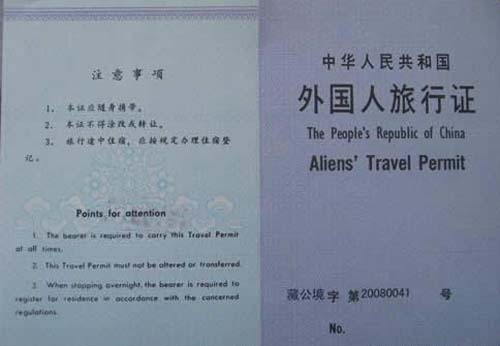 注意事项
1. 本证应随身携带。
2. 本证不得涂改或转让。
3. 旅行途中住宿，应按规定办理住宿登
记。
Points for attention
1. The bearer is required to carry this Travel Permit
at all times.
2. This Travel Permit must not be altered or transferred.
3. When stopping overnight, the bearer is required to
register for residence in accordance with the concerned
regulations.
中华人民共和国
外国人旅行证
The People's Republic of China
Aliens' Travel Permit
藏公境字 第20080041 号
No.